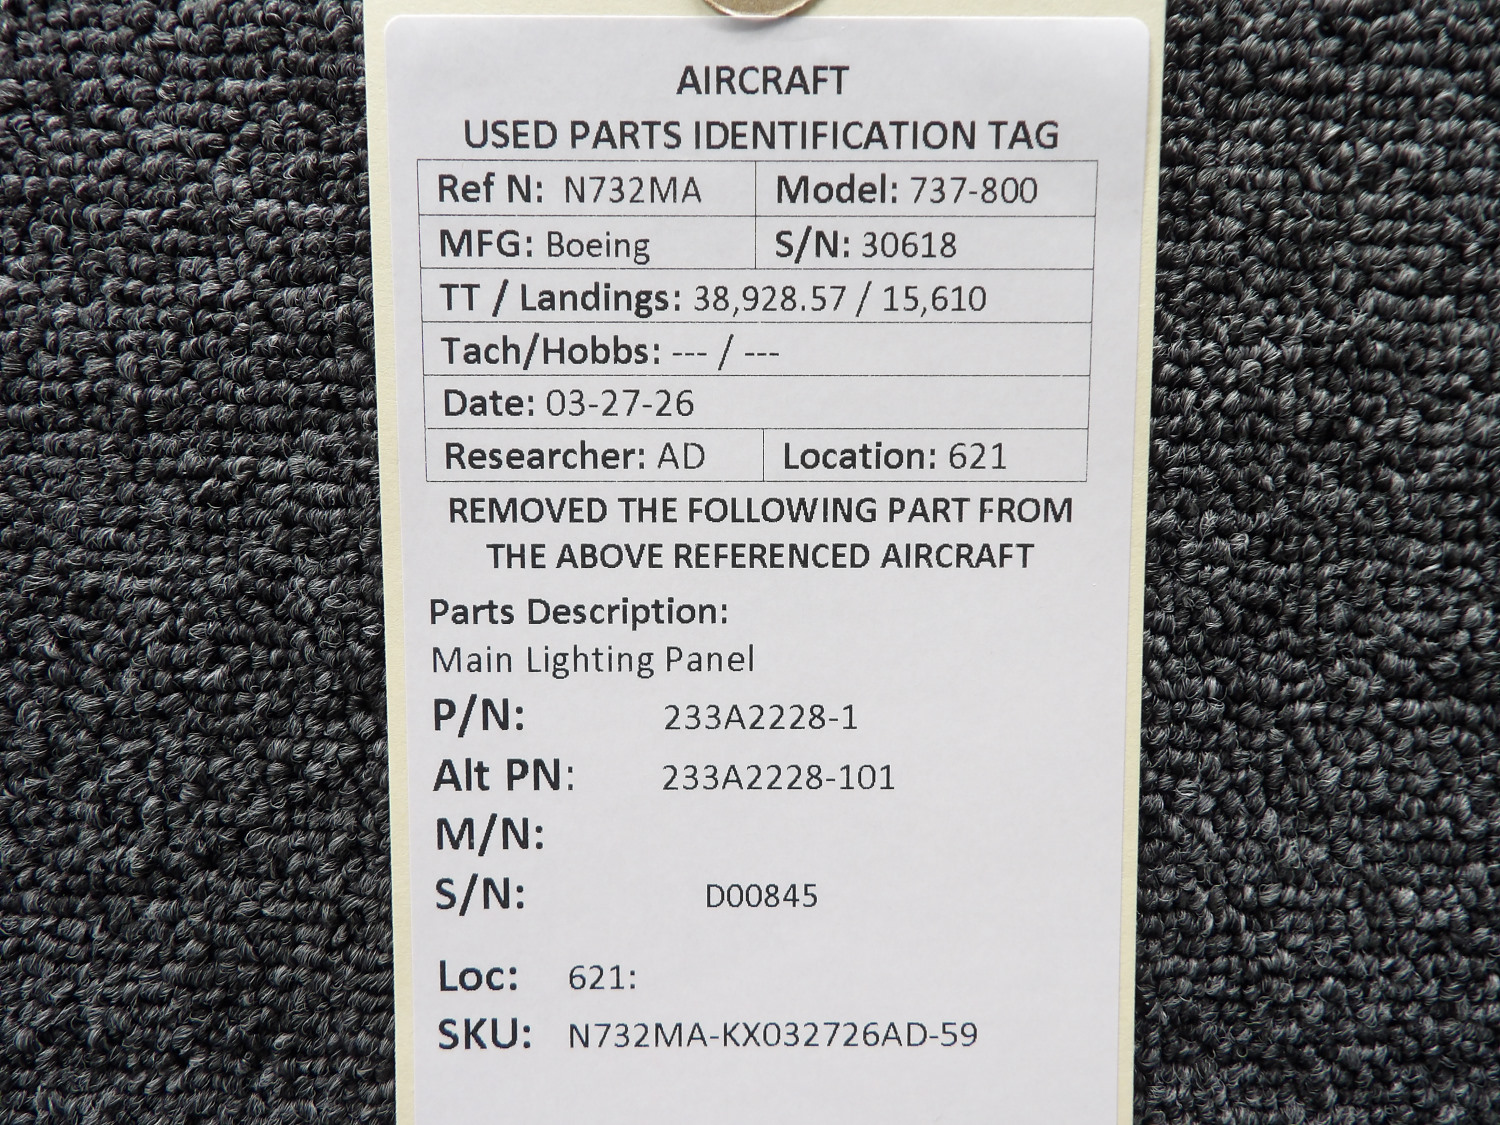 AIRCRAFT
USED PARTS IDENTIFICATION TAG
Ref N: N732MA Model: 737-800
MFG: Boeing S/N: 30618
TT / Landings: 38,928.57 / 15,610
Tach/Hobbs: --- / ---
Date: 03-27-26
Researcher: AD Location: 621
REMOVED THE FOLLOWING PART FROM
THE ABOVE REFERENCED AIRCRAFT
Parts Description:
Main Lighting Panel
P/N: 233A2228-1
Alt PN: 233A2228-101
M/N:
S/N: D00845
Loc: 621:
SKU: N732MA-KX032726AD-59